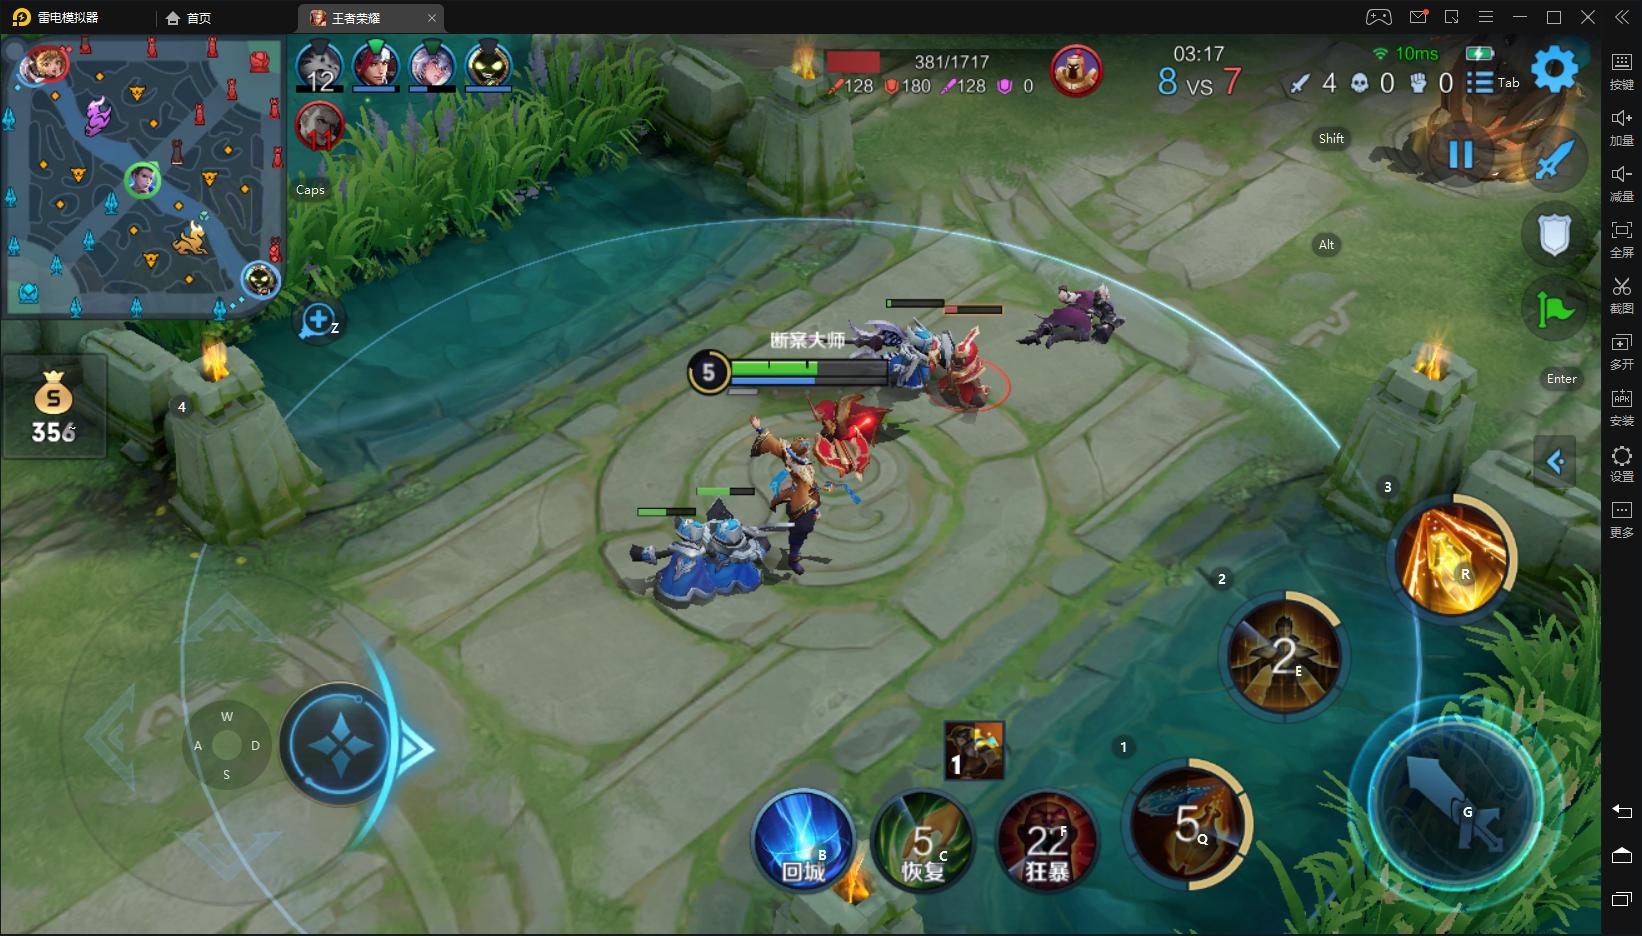 雷电模拟器
首页
王者荣耀
12
11
Caps
Z
381/1717
128 180 128 0
03:17
8 VS 7
10ms
4 0 0
Tab
Shift
Alt
Enter
按键
加量
减量
全屏
截图
多开
安装
设置
更多
APK
S
356
4
断案大师
5
3
R
2
2
E
W
A D
S
1
1
5
Q
G
B
回城
5
C
恢复
22
F
狂暴